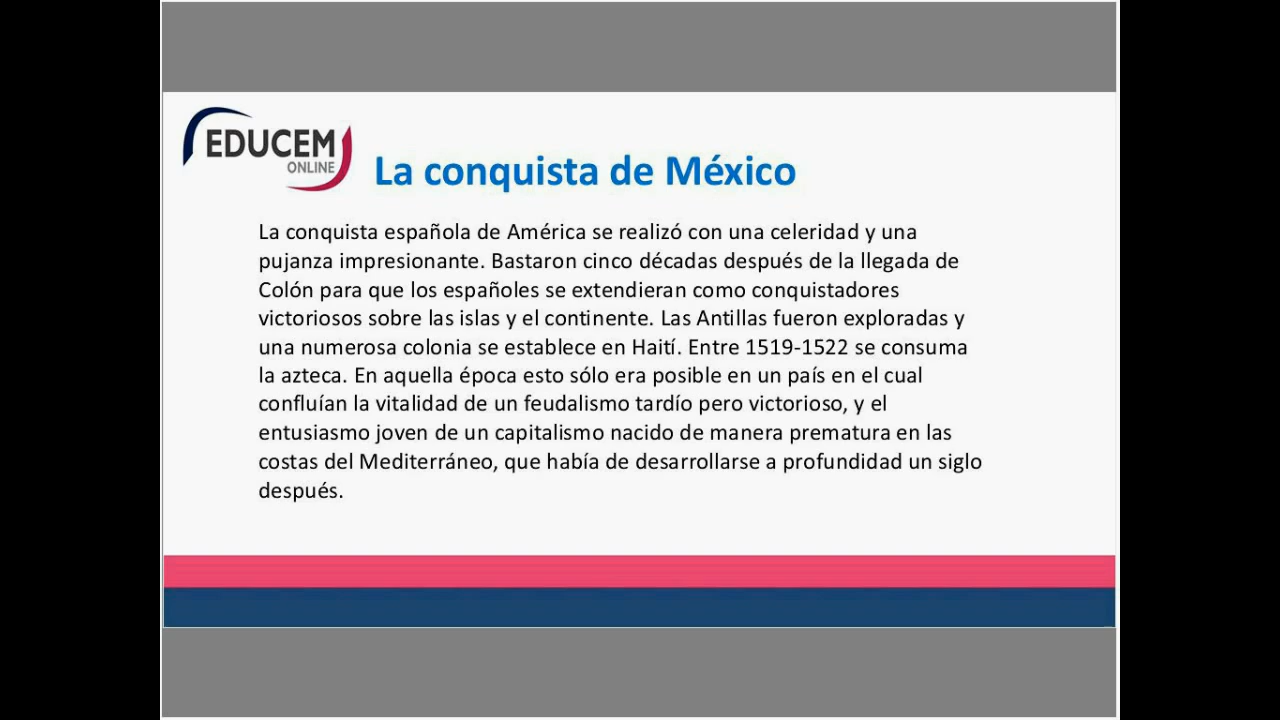 EDUCEM
ONLINE
La conquista de México
La conquista española de América se realizó con una celeridad y una
pujanza impresionante. Bastaron cinco décadas después de la llegada de
Colón para que los españoles se extendieran como conquistadores
victoriosos sobre las islas y el continente. Las Antillas fueron exploradas y
una numerosa colonia se establece en Haití. Entre 1519-1522 se consuma
la azteca. En aquella época esto sólo era posible en un país en el cual
confluían la vitalidad de un feudalismo tardío pero victorioso, y el
entusiasmo joven de un capitalismo nacido de manera prematura en las
costas del Mediterráneo, que había de desarrollarse a profundidad un siglo
después.